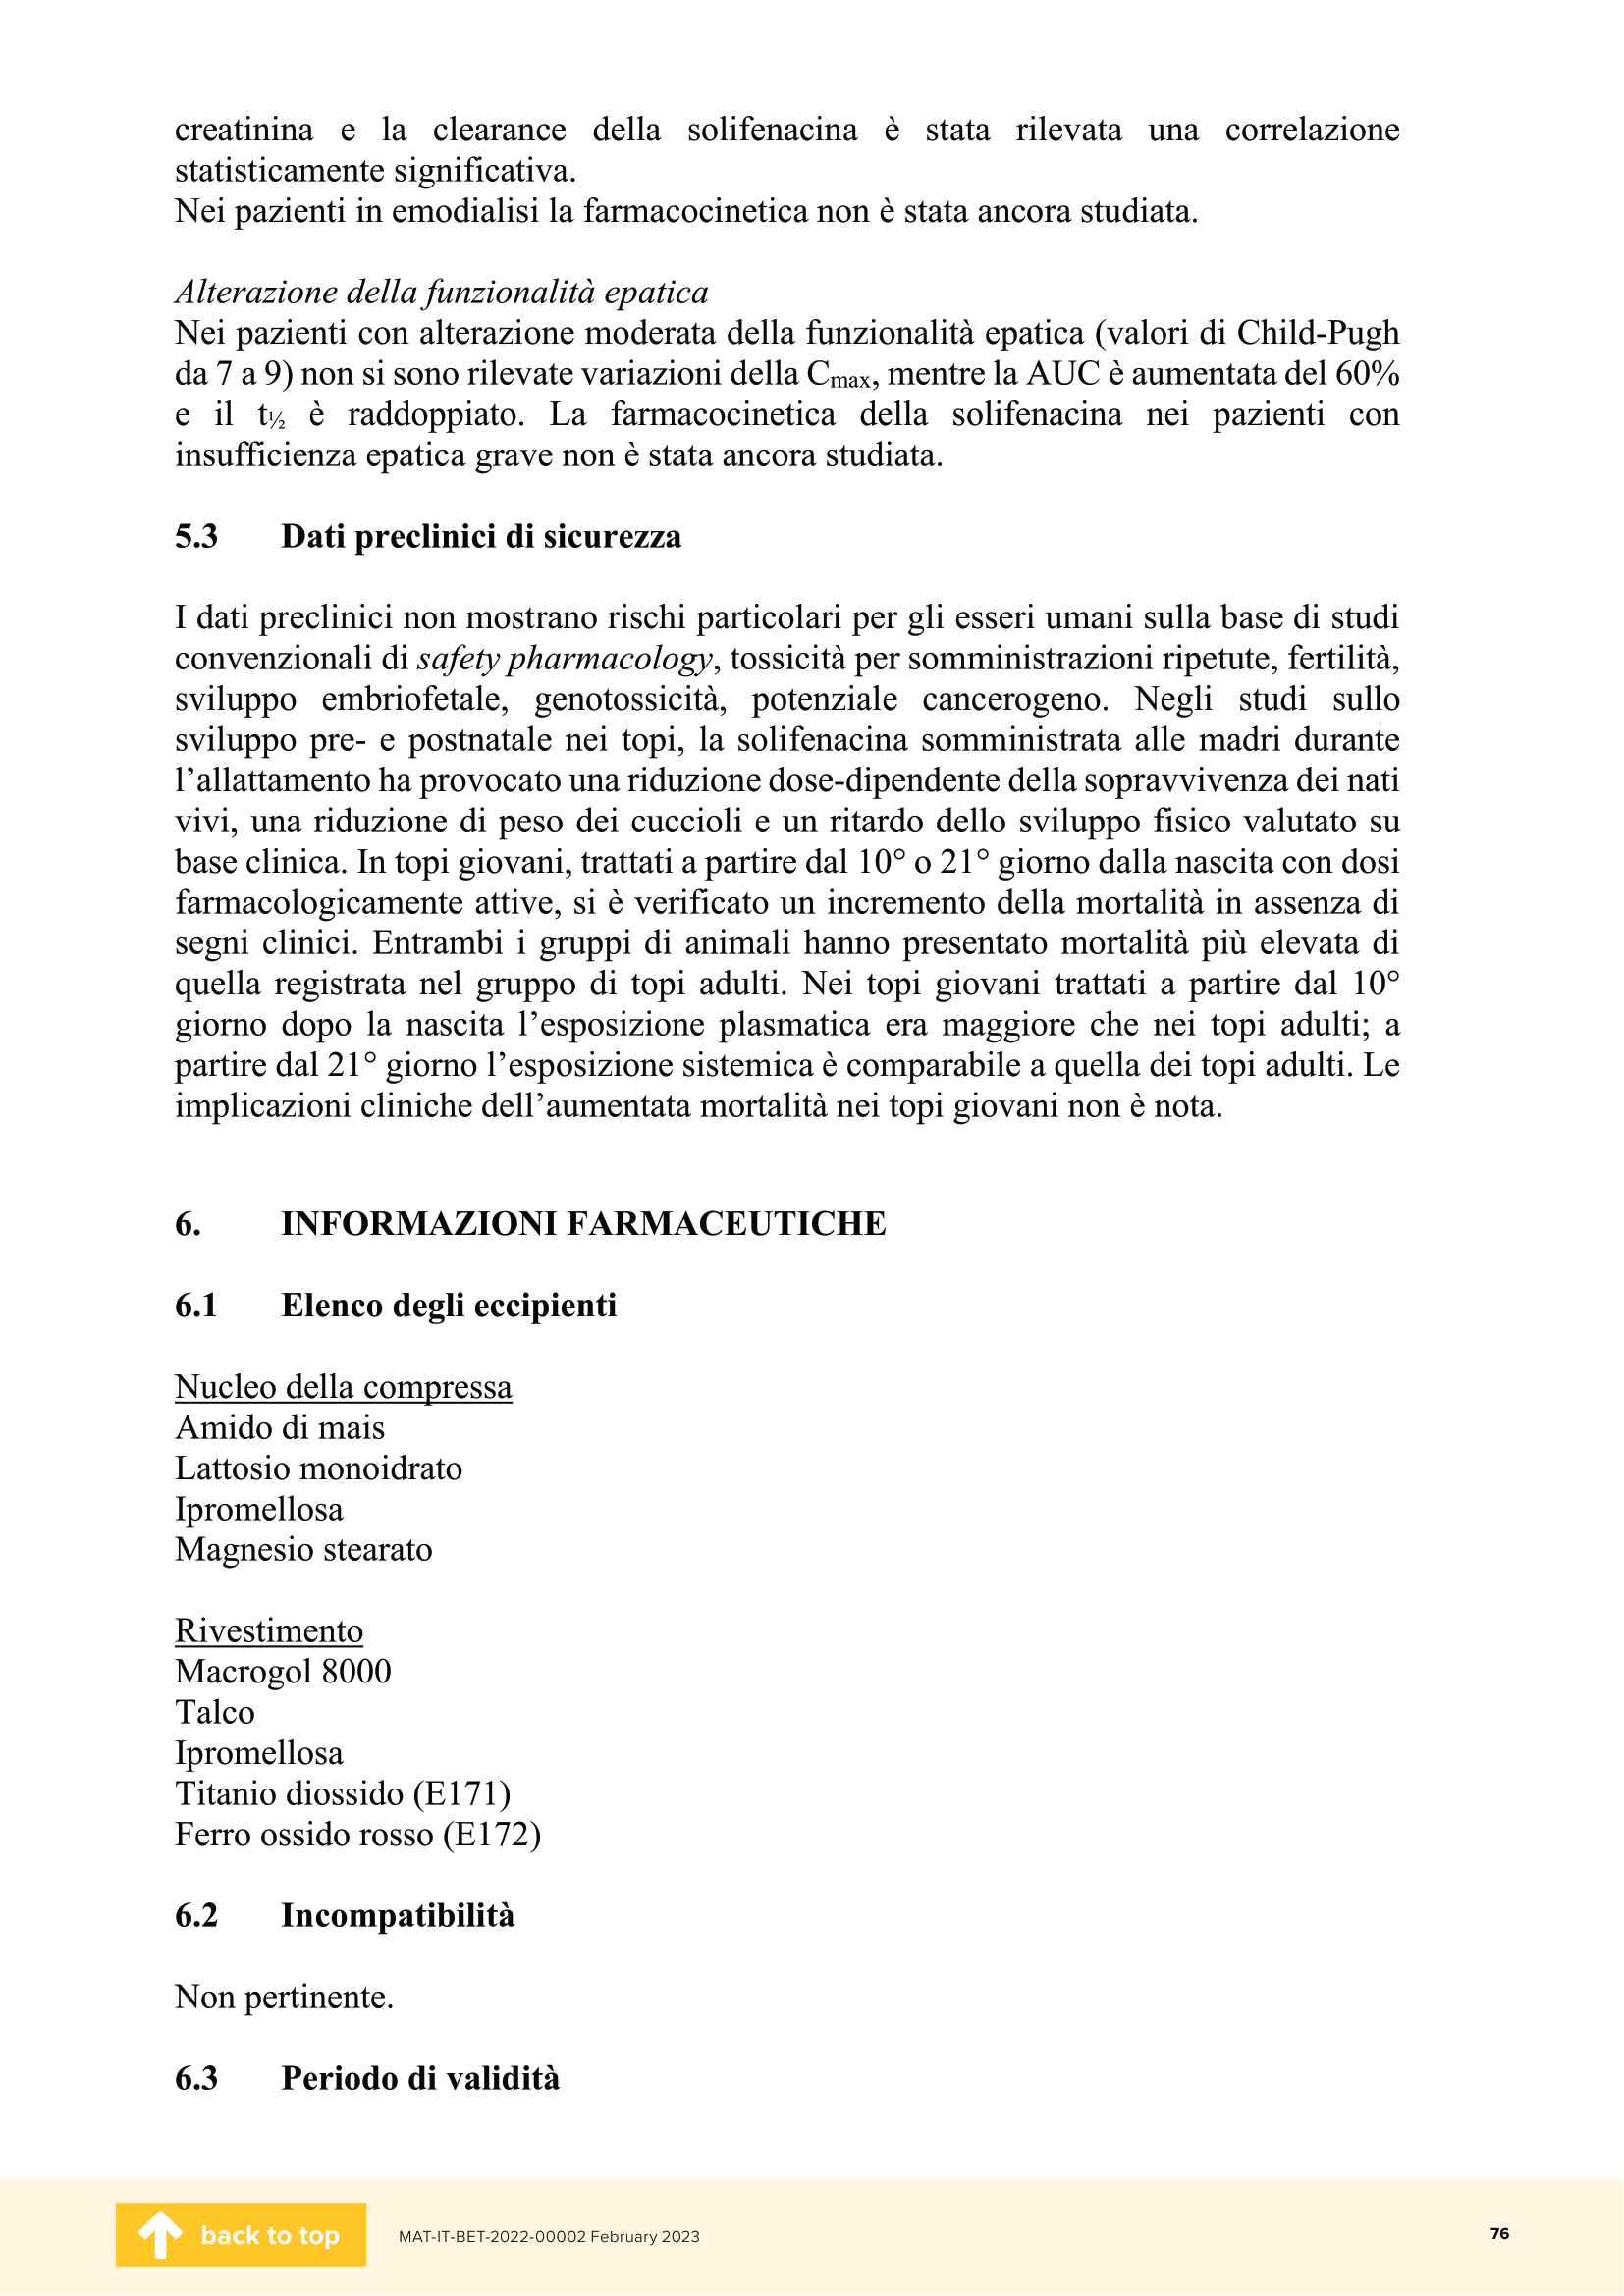 creatinina e la clearance della solifenacina è stata rilevata una correlazione
statisticamente significativa.
Nei pazienti in emodialisi la farmacocinetica non è stata ancora studiata.
Alterazione della funzionalità epatica
Nei pazienti con alterazione moderata della funzionalità epatica (valori di Child-Pugh
da 7 a 9) non si sono rilevate variazioni della Cmax, mentre la AUC è aumentata del 60%
e il t½ è raddoppiato. La farmacocinetica della solifenacina nei pazienti con
insufficienza epatica grave non è stata ancora studiata.
5.3 Dati preclinici di sicurezza
I dati preclinici non mostrano rischi particolari per gli esseri umani sulla base di studi
convenzionali di safety pharmacology, tossicità per somministrazioni ripetute, fertilità,
sviluppo embriofetale, genotossicità, potenziale cancerogeno. Negli studi sullo
sviluppo pre- e postnatale nei topi, la solifenacina somministrata alle madri durante
l’allattamento ha provocato una riduzione dose-dipendente della sopravvivenza dei nati
vivi, una riduzione di peso dei cuccioli e un ritardo dello sviluppo fisico valutato su
base clinica. In topi giovani, trattati a partire dal 10° o 21° giorno dalla nascita con dosi
farmacologicamente attive, si è verificato un incremento della mortalità in assenza di
segni clinici. Entrambi i gruppi di animali hanno presentato mortalità più elevata di
quella registrata nel gruppo di topi adulti. Nei topi giovani trattati a partire dal 10°
giorno dopo la nascita l’esposizione plasmatica era maggiore che nei topi adulti; a
partire dal 21° giorno l’esposizione sistemica è comparabile a quella dei topi adulti. Le
implicazioni cliniche dell’aumentata mortalità nei topi giovani non è nota.
6. INFORMAZIONI FARMACEUTICHE
6.1 Elenco degli eccipienti
Nucleo della compressa
Amido di mais
Lattosio monoidrato
Ipromellosa
Magnesio stearato
Rivestimento
Macrogol 8000
Talco
Ipromellosa
Titanio diossido (E171)
Ferro ossido rosso (E172)
6.2 Incompatibilità
Non pertinente.
6.3 Periodo di validità
back to top
MAT-IT-BET-2022-00002 February 2023
76